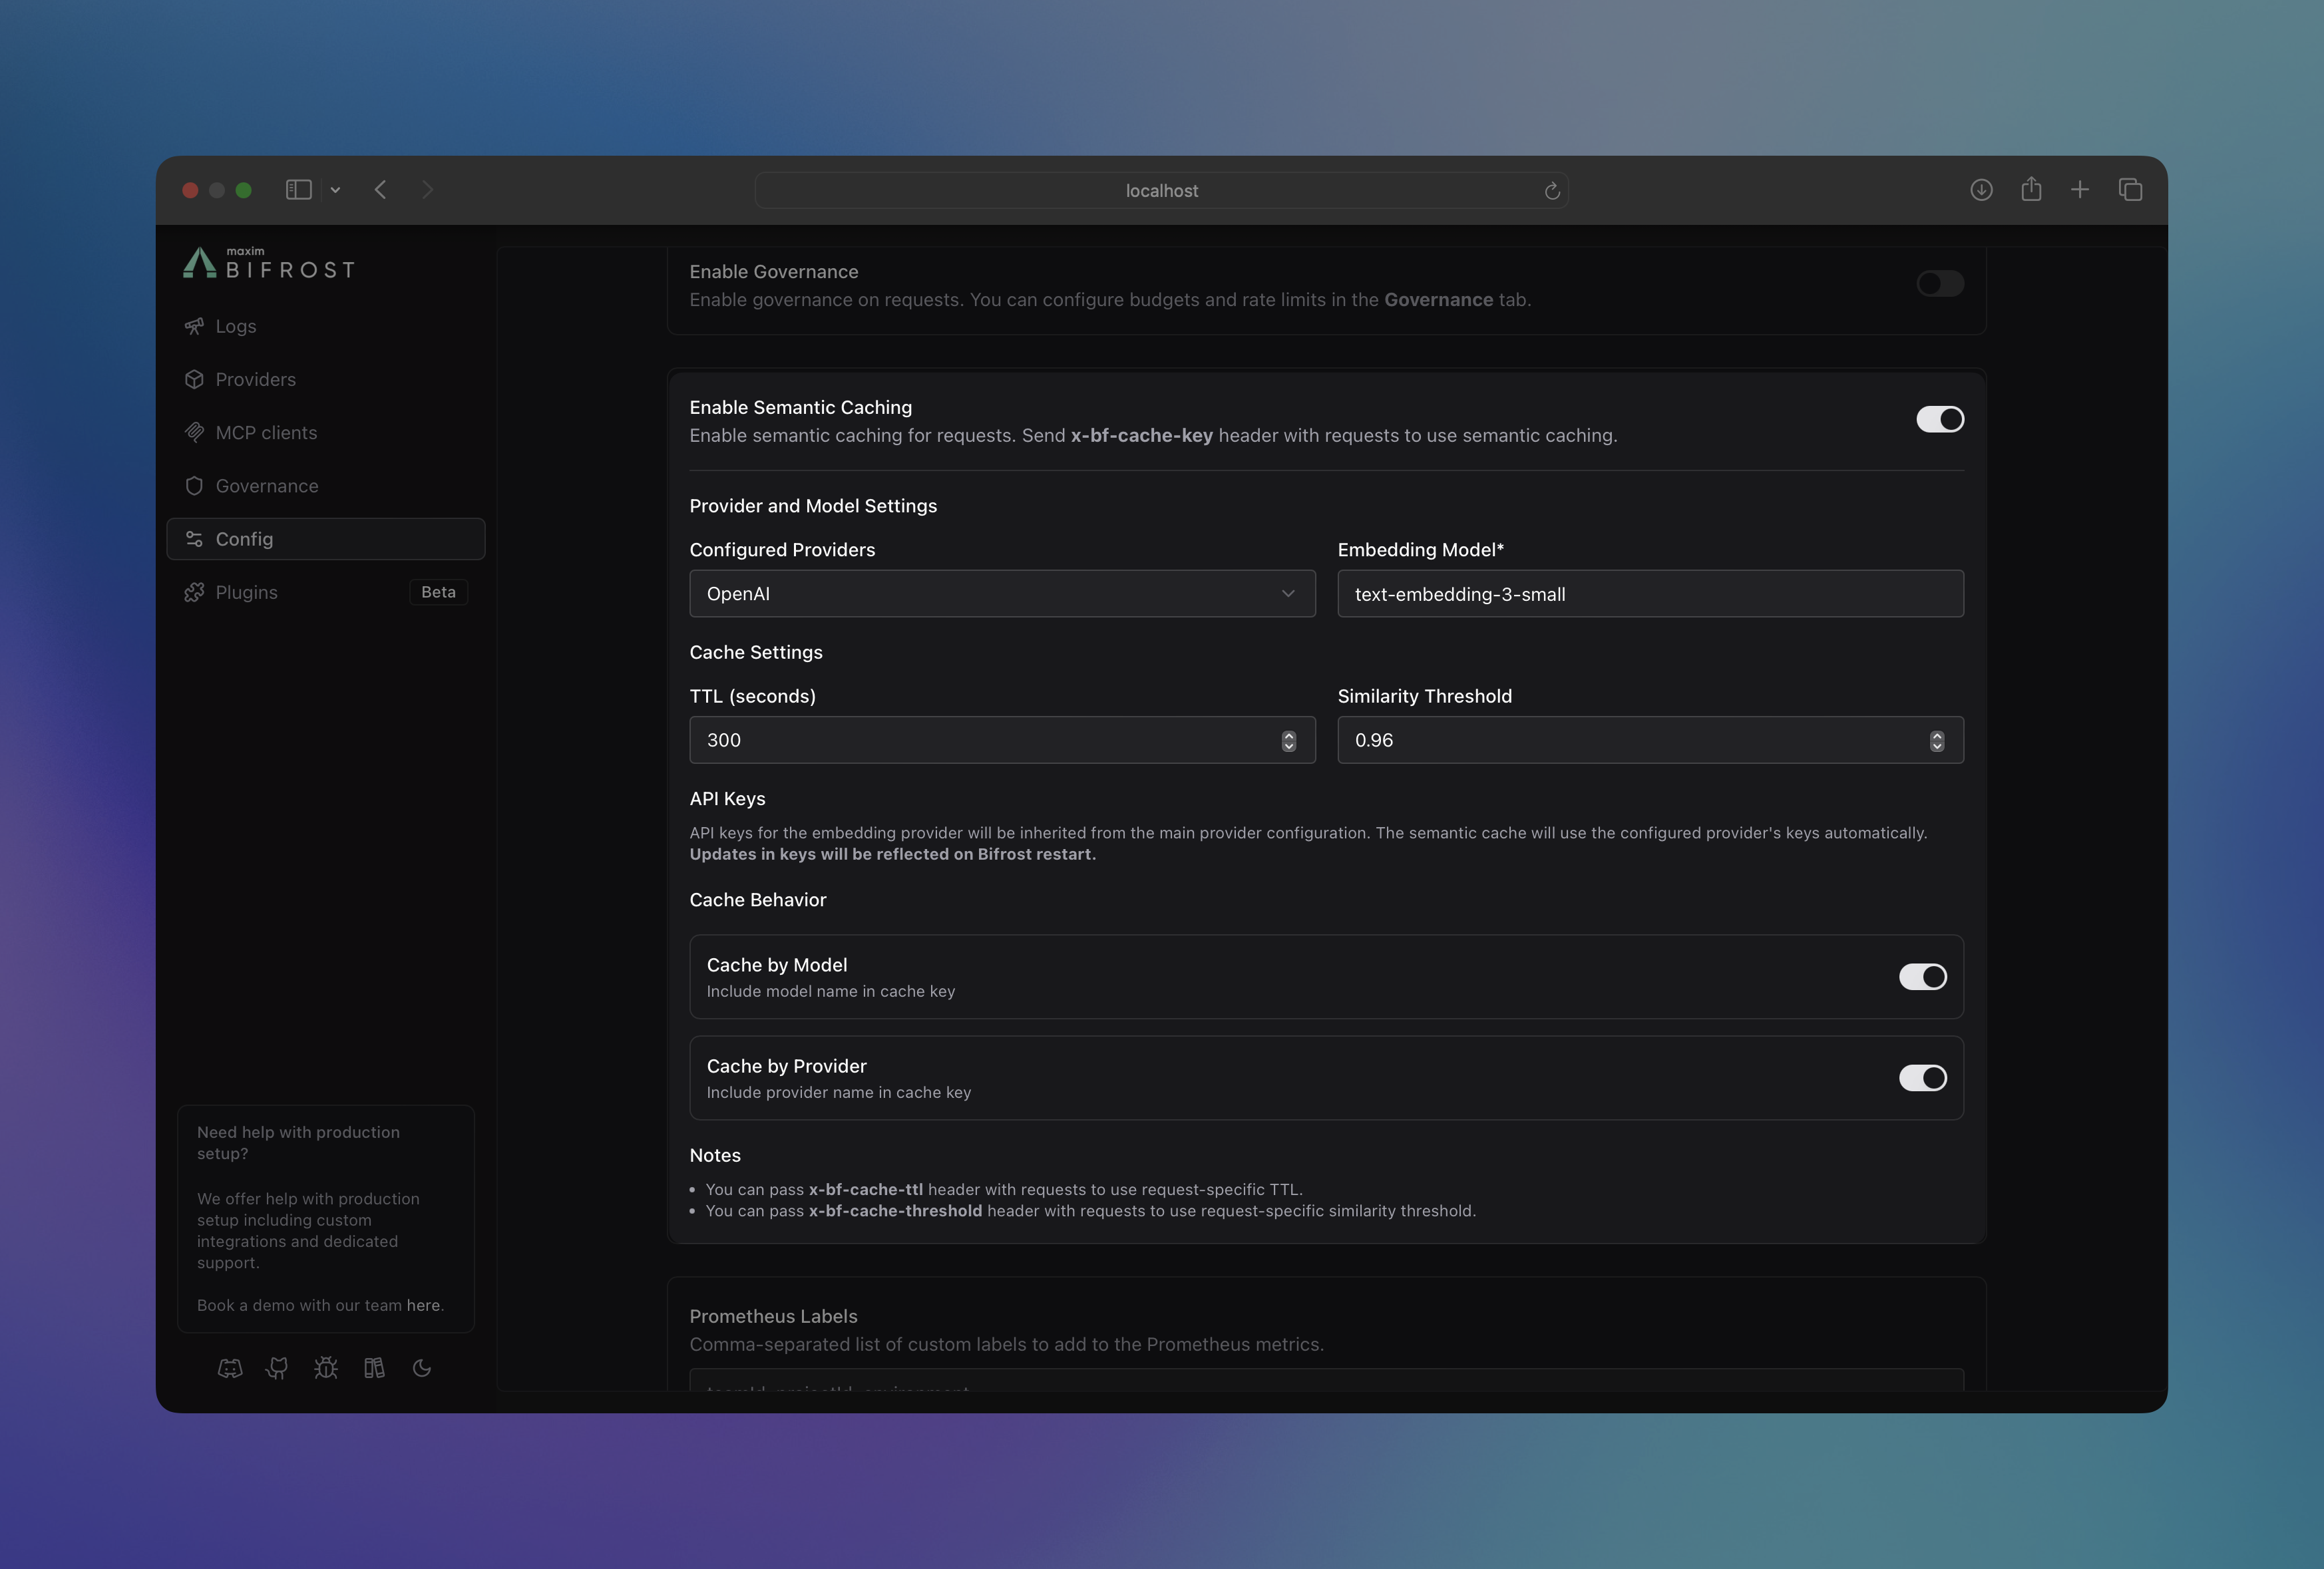 localhost
maxim
BIFROST
Logs
Providers
MCP clients
Governance
Config
Plugins
Beta
Need help with production
setup?
We offer help with production
setup including custom
integrations and dedicated
support.
Book a demo with our team here.
Enable Governance
Enable governance on requests. You can configure budgets and rate limits in the Governance tab.
Enable Semantic Caching
Enable semantic caching for requests. Send x-bf-cache-key header with requests to use semantic caching.
Provider and Model Settings
Configured Providers
OpenAI
Embedding Model*
text-embedding-3-small
Cache Settings
TTL (seconds)
300
Similarity Threshold
0.96
API Keys
API keys for the embedding provider will be inherited from the main provider configuration. The semantic cache will use the configured provider's keys automatically.
Updates in keys will be reflected on Bifrost restart.
Cache Behavior
Cache by Model
Include model name in cache key
Cache by Provider
Include provider name in cache key
Notes
• You can pass x-bf-cache-ttl header with requests to use request-specific TTL.
• You can pass x-bf-cache-threshold header with requests to use request-specific similarity threshold.
Prometheus Labels
Comma-separated list of custom labels to add to the Prometheus metrics.